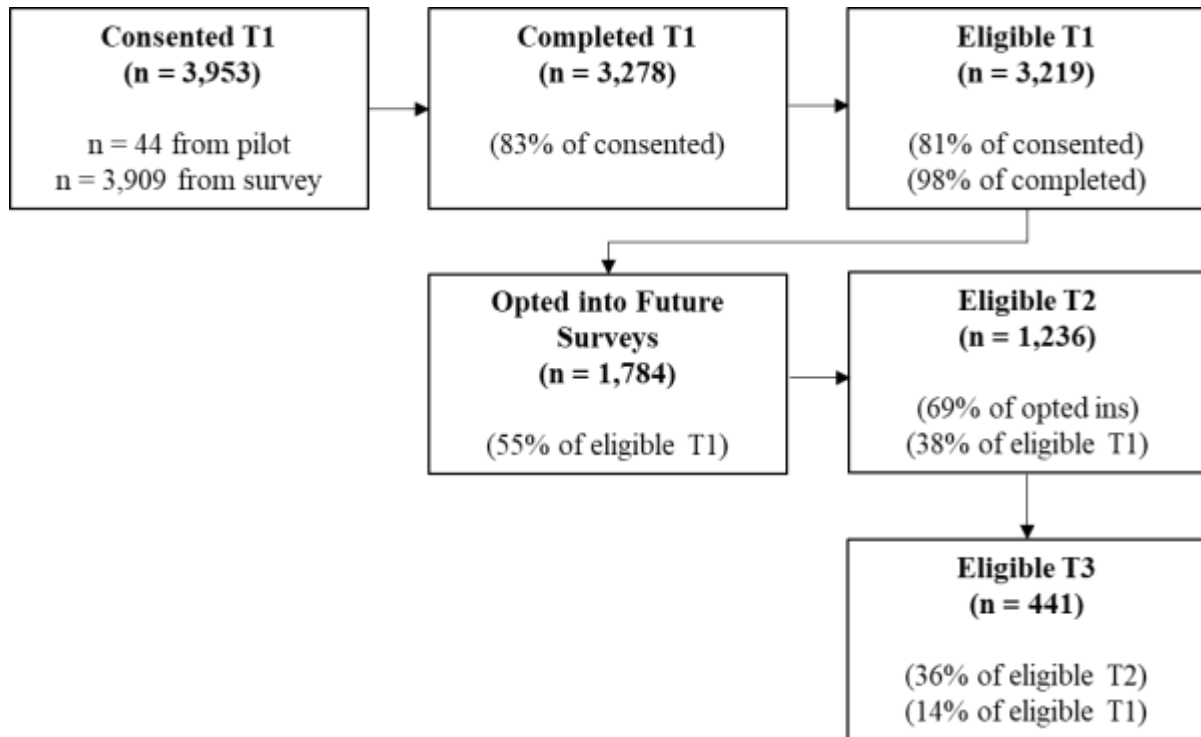 Consented T1
(n = 3,953)
n = 44 from pilot
n = 3,909 from survey
Completed T1
(n = 3,278)
(83% of consented)
Eligible T1
(n = 3,219)
(81% of consented)
(98% of completed)
Opted into Future
Surveys
(n = 1,784)
(55% of eligible T1)
Eligible T2
(n = 1,236)
(69% of opted ins)
(38% of eligible T1)
Eligible T3
(n = 441)
(36% of eligible T2)
(14% of eligible T1)